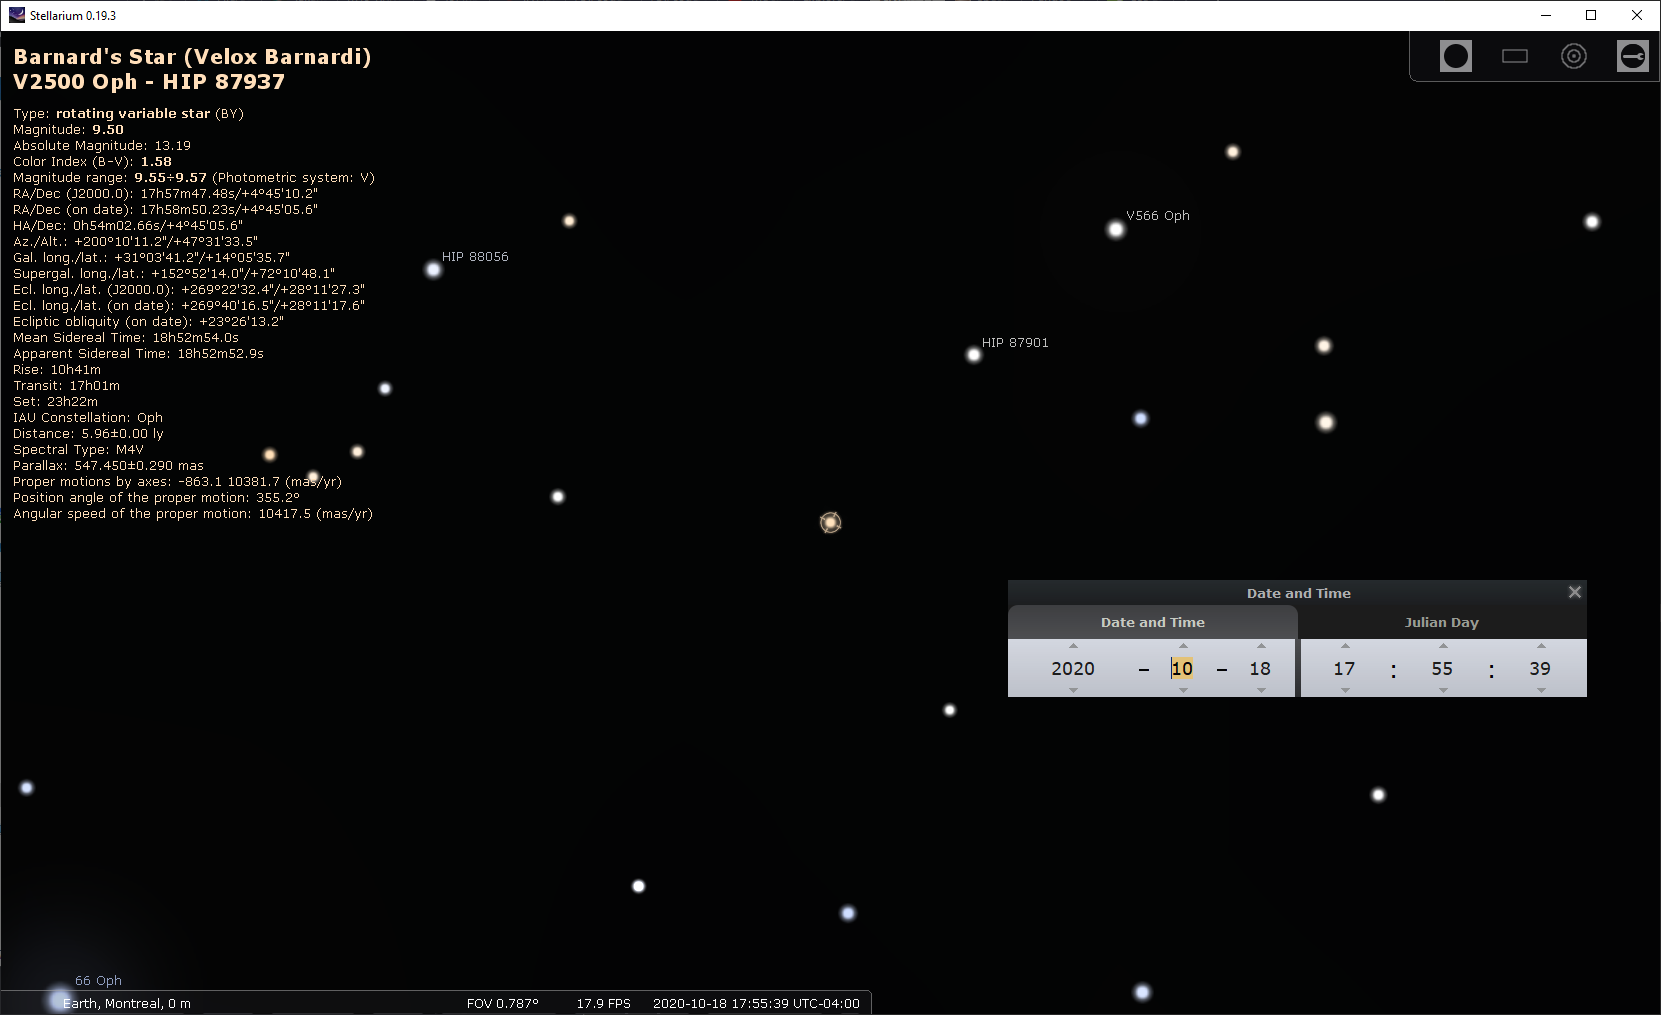 Stellarium 0.19.3
Barnard's Star (Velox Barnardi)
V2500 Oph - HIP 87937
Type: rotating variable star (BY)
Magnitude: 9.50
Absolute Magnitude: 13.19
Color Index (B-V): 1.58
Magnitude range: 9.55÷9.57 (Photometric system: V)
RA/Dec (J2000.0): 17h57m47.48s/+4°45'10.2"
RA/Dec (on date): 17h58m50.23s/+4°45'05.6"
HA/Dec: 0h54m02.66s/+4°45'05.6"
Az./Alt.: +200°10'11.2"/+47°31'33.5"
Gal. long./lat.: +31°03'41.2"/+14°05'35.7"
Supergal. long./lat.: +152°52'14.0"/+72°10'48.1"
Ecl. long./lat. (J2000.0): +269°22'32.4"/+28°11'27.3"
Ecl. long./lat. (on date): +269°40'16.5"/+28°11'17.6"
Ecliptic obliquity (on date): +23°26'13.2"
Mean Sidereal Time: 18h52m54.0s
Apparent Sidereal Time: 18h52m52.9s
Rise: 10h41m
Transit: 17h01m
Set: 23h22m
IAU Constellation: Oph
Distance: 5.96±0.00 ly
Spectral Type: M4V
Parallax: 547.450±0.290 mas
Proper motions by axes: -863.1 10381.7 (mas/yr)
Position angle of the proper motion: 355.2°
Angular speed of the proper motion: 10417.5 (mas/yr)
V566 Oph
HIP 88056
HIP 87901
Date and Time
Date and Time Julian Day
2020 - 10 - 18 17 : 55 : 39
66 Oph
Earth, Montreal, 0 m FOV 0.787° 17.9 FPS 2020-10-18 17:55:39 UTC-04:00